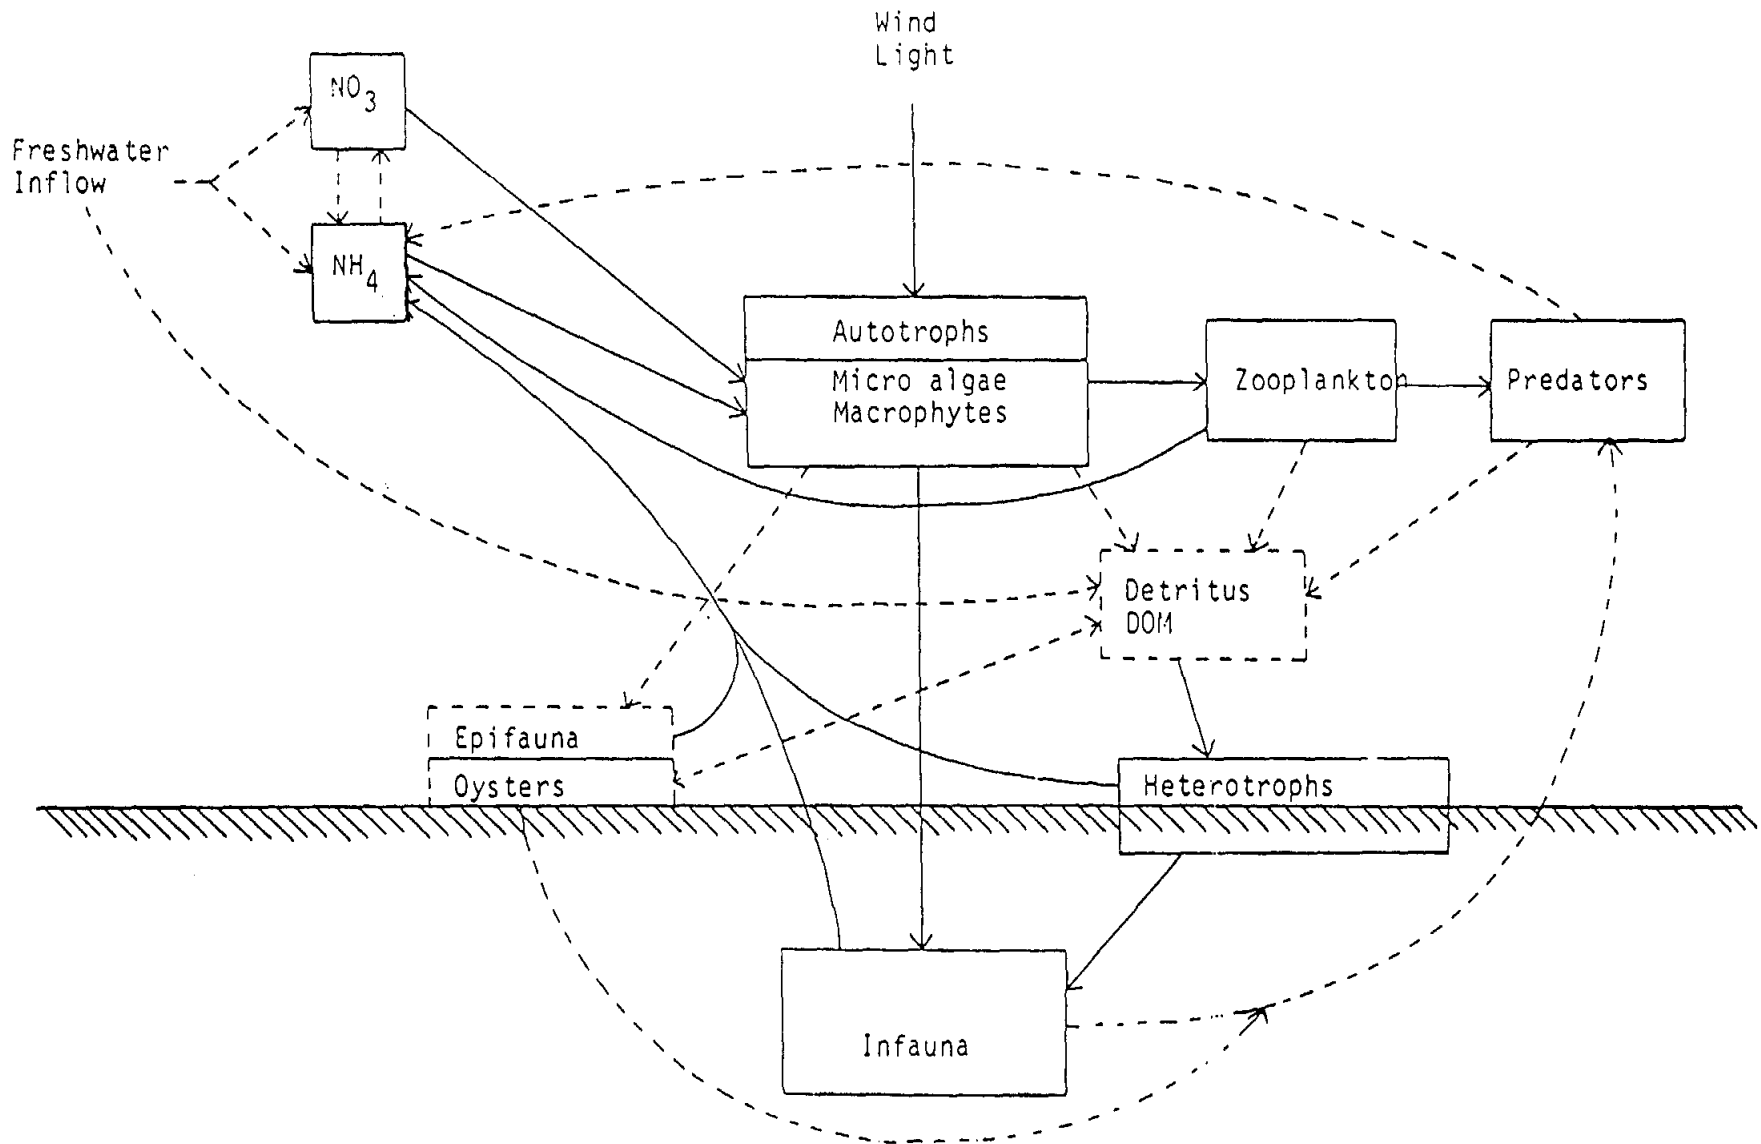 Wind
Light
NO3
Freshwater
Inflow
NH4
Autotrophs
Micro algae
Macrophytes
Zooplankton
Predators
Detritus
DOM
Epifauna
Oysters
Heterotrophs
Infauna